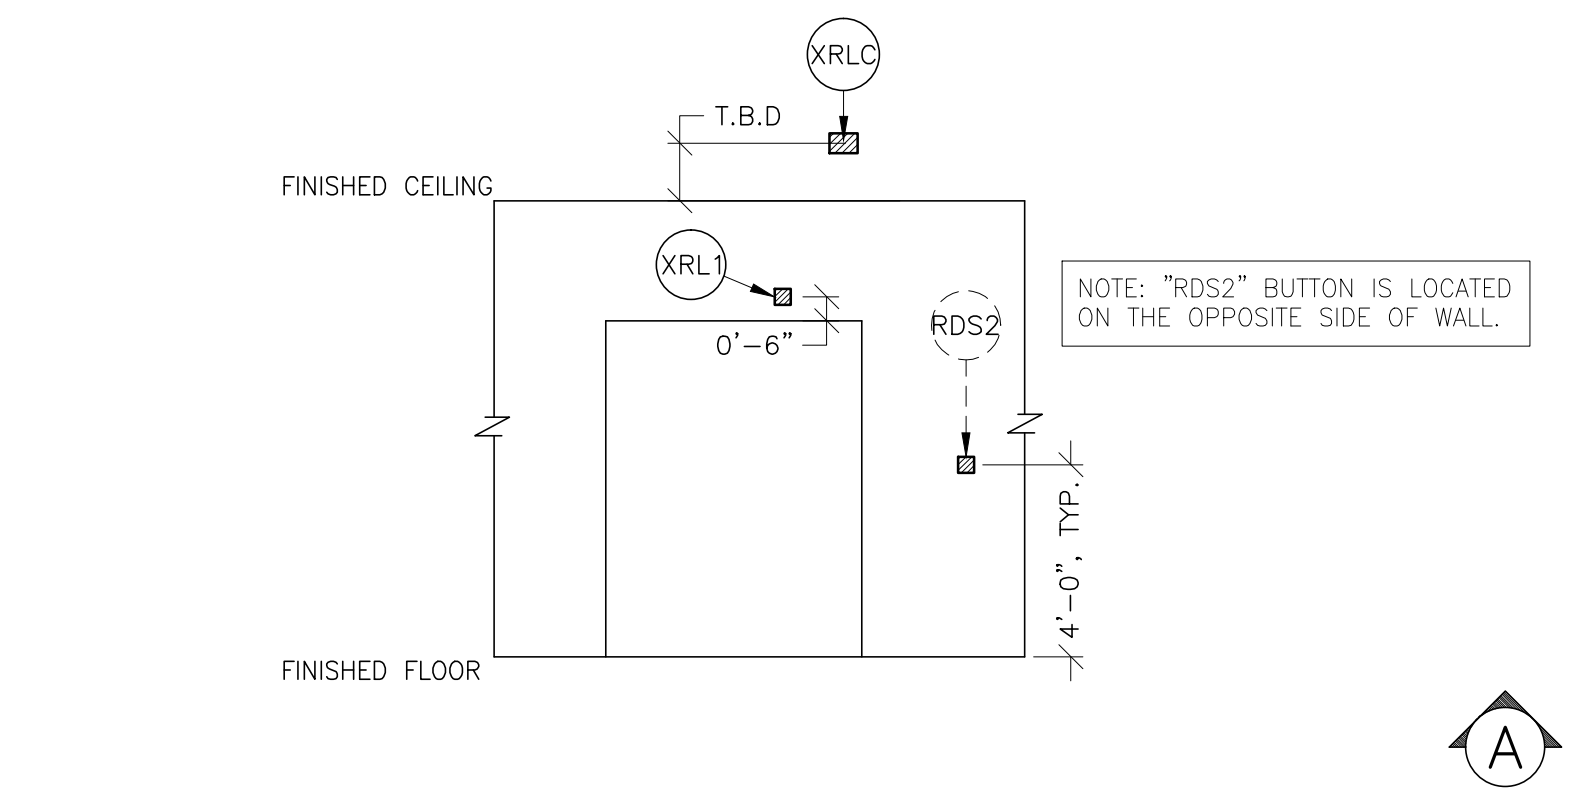 XRLC
T.B.D
FINISHED CEILING
XRL1
0'-6"
RDS2
NOTE: "RDS2" BUTTON IS LOCATED
ON THE OPPOSITE SIDE OF WALL.
4'-0", TYP.
FINISHED FLOOR
A